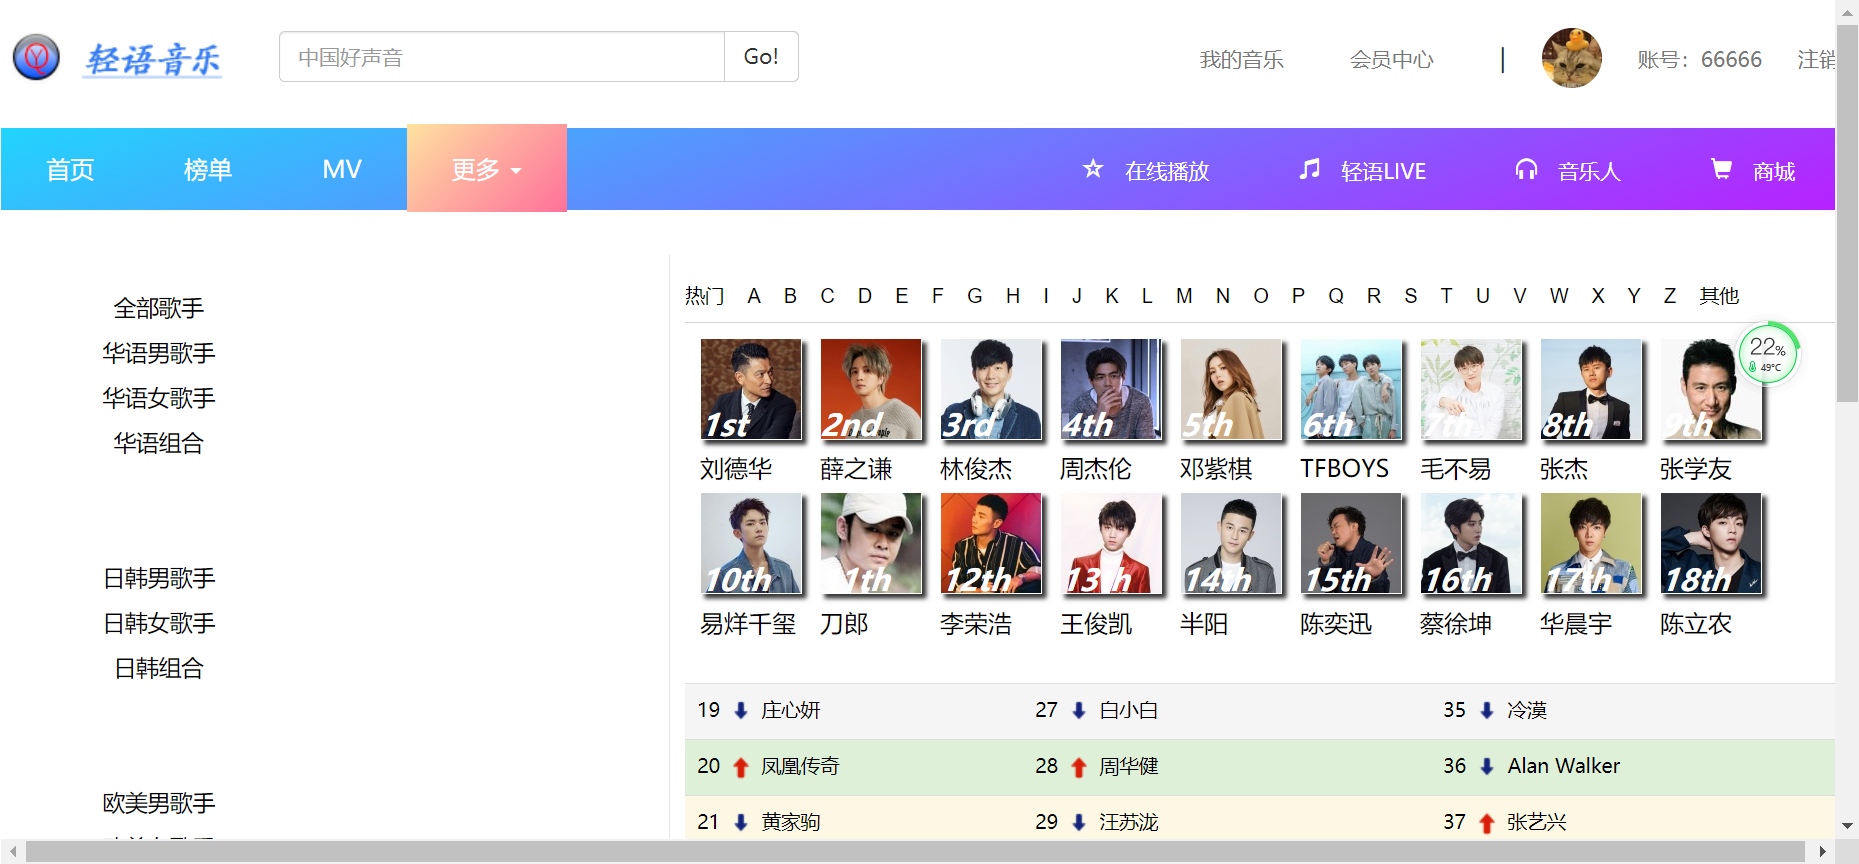 轻语音乐
中国好声音 Go!
我的音乐 会员中心 | 账号：66666 注销
首页 榜单 MV 更多
在线播放 轻语LIVE 音乐人 商城
全部歌手
华语男歌手
华语女歌手
华语组合
日韩男歌手
日韩女歌手
日韩组合
欧美男歌手
热门 A B C D E F G H I J K L M N O P Q R S T U V W X Y Z 其他
22%
49°C
1st 2nd 3rd 4th 5th 6th 7th 8th 9th
刘德华 薛之谦 林俊杰 周杰伦 邓紫棋 TFBOYS 毛不易 张杰 张学友
10th 11th 12th 13th 14th 15th 16th 17th 18th
易烊千玺 刀郎 李荣浩 王俊凯 半阳 陈奕迅 蔡徐坤 华晨宇 陈立农
19 庄心妍 27 白小白 35 冷漠
20 凤凰传奇 28 周华健 36 Alan Walker
21 黄家驹 29 汪苏泷 37 张艺兴